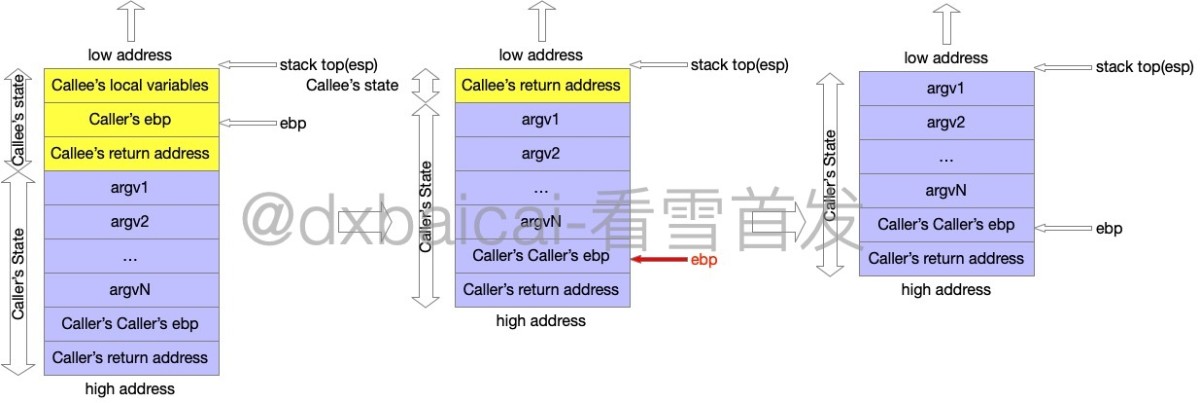 low address
stack top(esp)
Callee's state
Callee's local variables
Caller's ebp
ebp
Callee's return address
Caller's State
argv1
argv2
...
argvN
Caller's Caller's ebp
Caller's return address
high address
low address
stack top(esp)
Callee's state
Callee's return address
Caller's State
argv1
argv2
...
argvN
Caller's Caller's ebp
ebp
Caller's return address
high address
low address
stack top(esp)
Caller's State
argv1
argv2
...
argvN
Caller's Caller's ebp
ebp
Caller's return address
high address
@dxbaicai-看雪首发